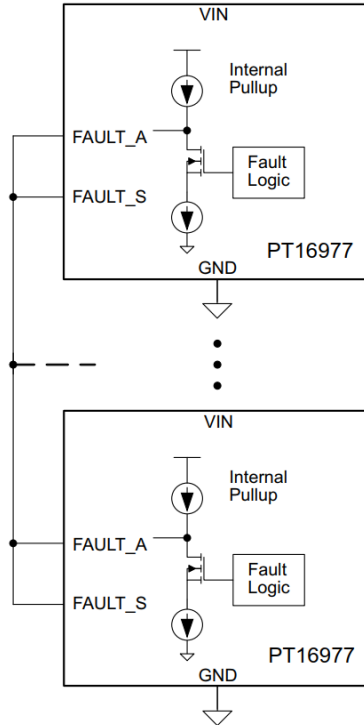 VIN
Internal
Pullup
FAULT_A
FAULT_S
Fault
Logic
PT16977
GND
VIN
Internal
Pullup
FAULT_A
FAULT_S
Fault
Logic
PT16977
GND